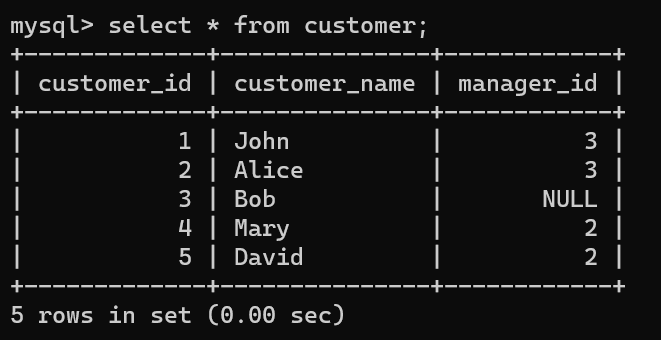 mysql> select * from customer;
+-------------+---------------+------------+
| customer_id | customer_name | manager_id |
+-------------+---------------+------------+
|           1 | John          |          3 |
|           2 | Alice         |          3 |
|           3 | Bob           |       NULL |
|           4 | Mary          |          2 |
|           5 | David         |          2 |
+-------------+---------------+------------+
5 rows in set (0.00 sec)